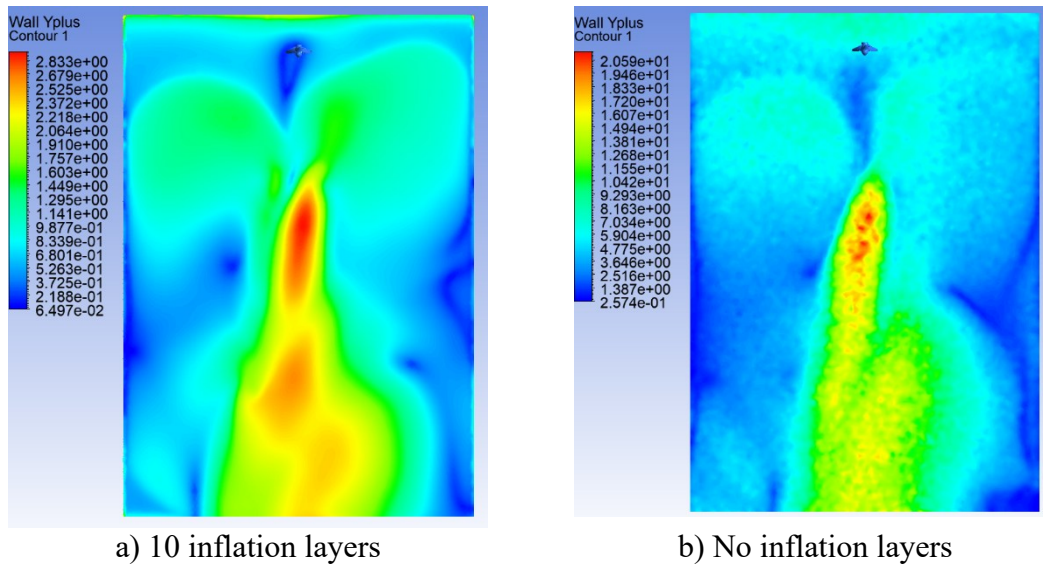 Wall Yplus
Contour 1
2.833e+00
2.679e+00
2.525e+00
2.372e+00
2.218e+00
2.064e+00
1.910e+00
1.757e+00
1.603e+00
1.449e+00
1.295e+00
1.141e+00
9.877e-01
8.339e-01
6.801e-01
5.263e-01
3.725e-01
2.188e-01
6.497e-02
a) 10 inflation layers
Wall Yplus
Contour 1
2.059e+01
1.946e+01
1.833e+01
1.720e+01
1.607e+01
1.494e+01
1.381e+01
1.268e+01
1.155e+01
1.042e+01
9.293e+00
8.163e+00
7.034e+00
5.904e+00
4.775e+00
3.646e+00
2.516e+00
1.387e+00
2.574e-01
b) No inflation layers